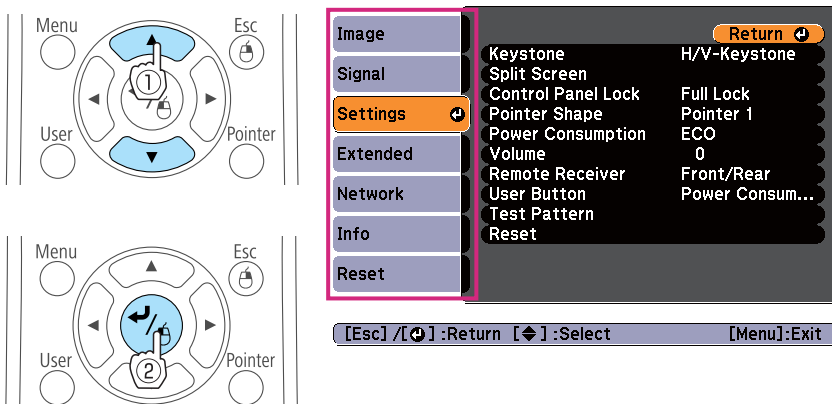 Menu
Esc
1
User
Pointer
Menu
Esc
User
Pointer
2
Image
Signal
Settings
Extended
Network
Info
Reset
Return
Keystone H/V-Keystone
Split Screen
Control Panel Lock Full Lock
Pointer Shape Pointer 1
Power Consumption ECO
Volume 0
Remote Receiver Front/Rear
User Button Power Consum...
Test Pattern
Reset
[Esc] /[ ] :Return [ ] :Select [Menu]:Exit